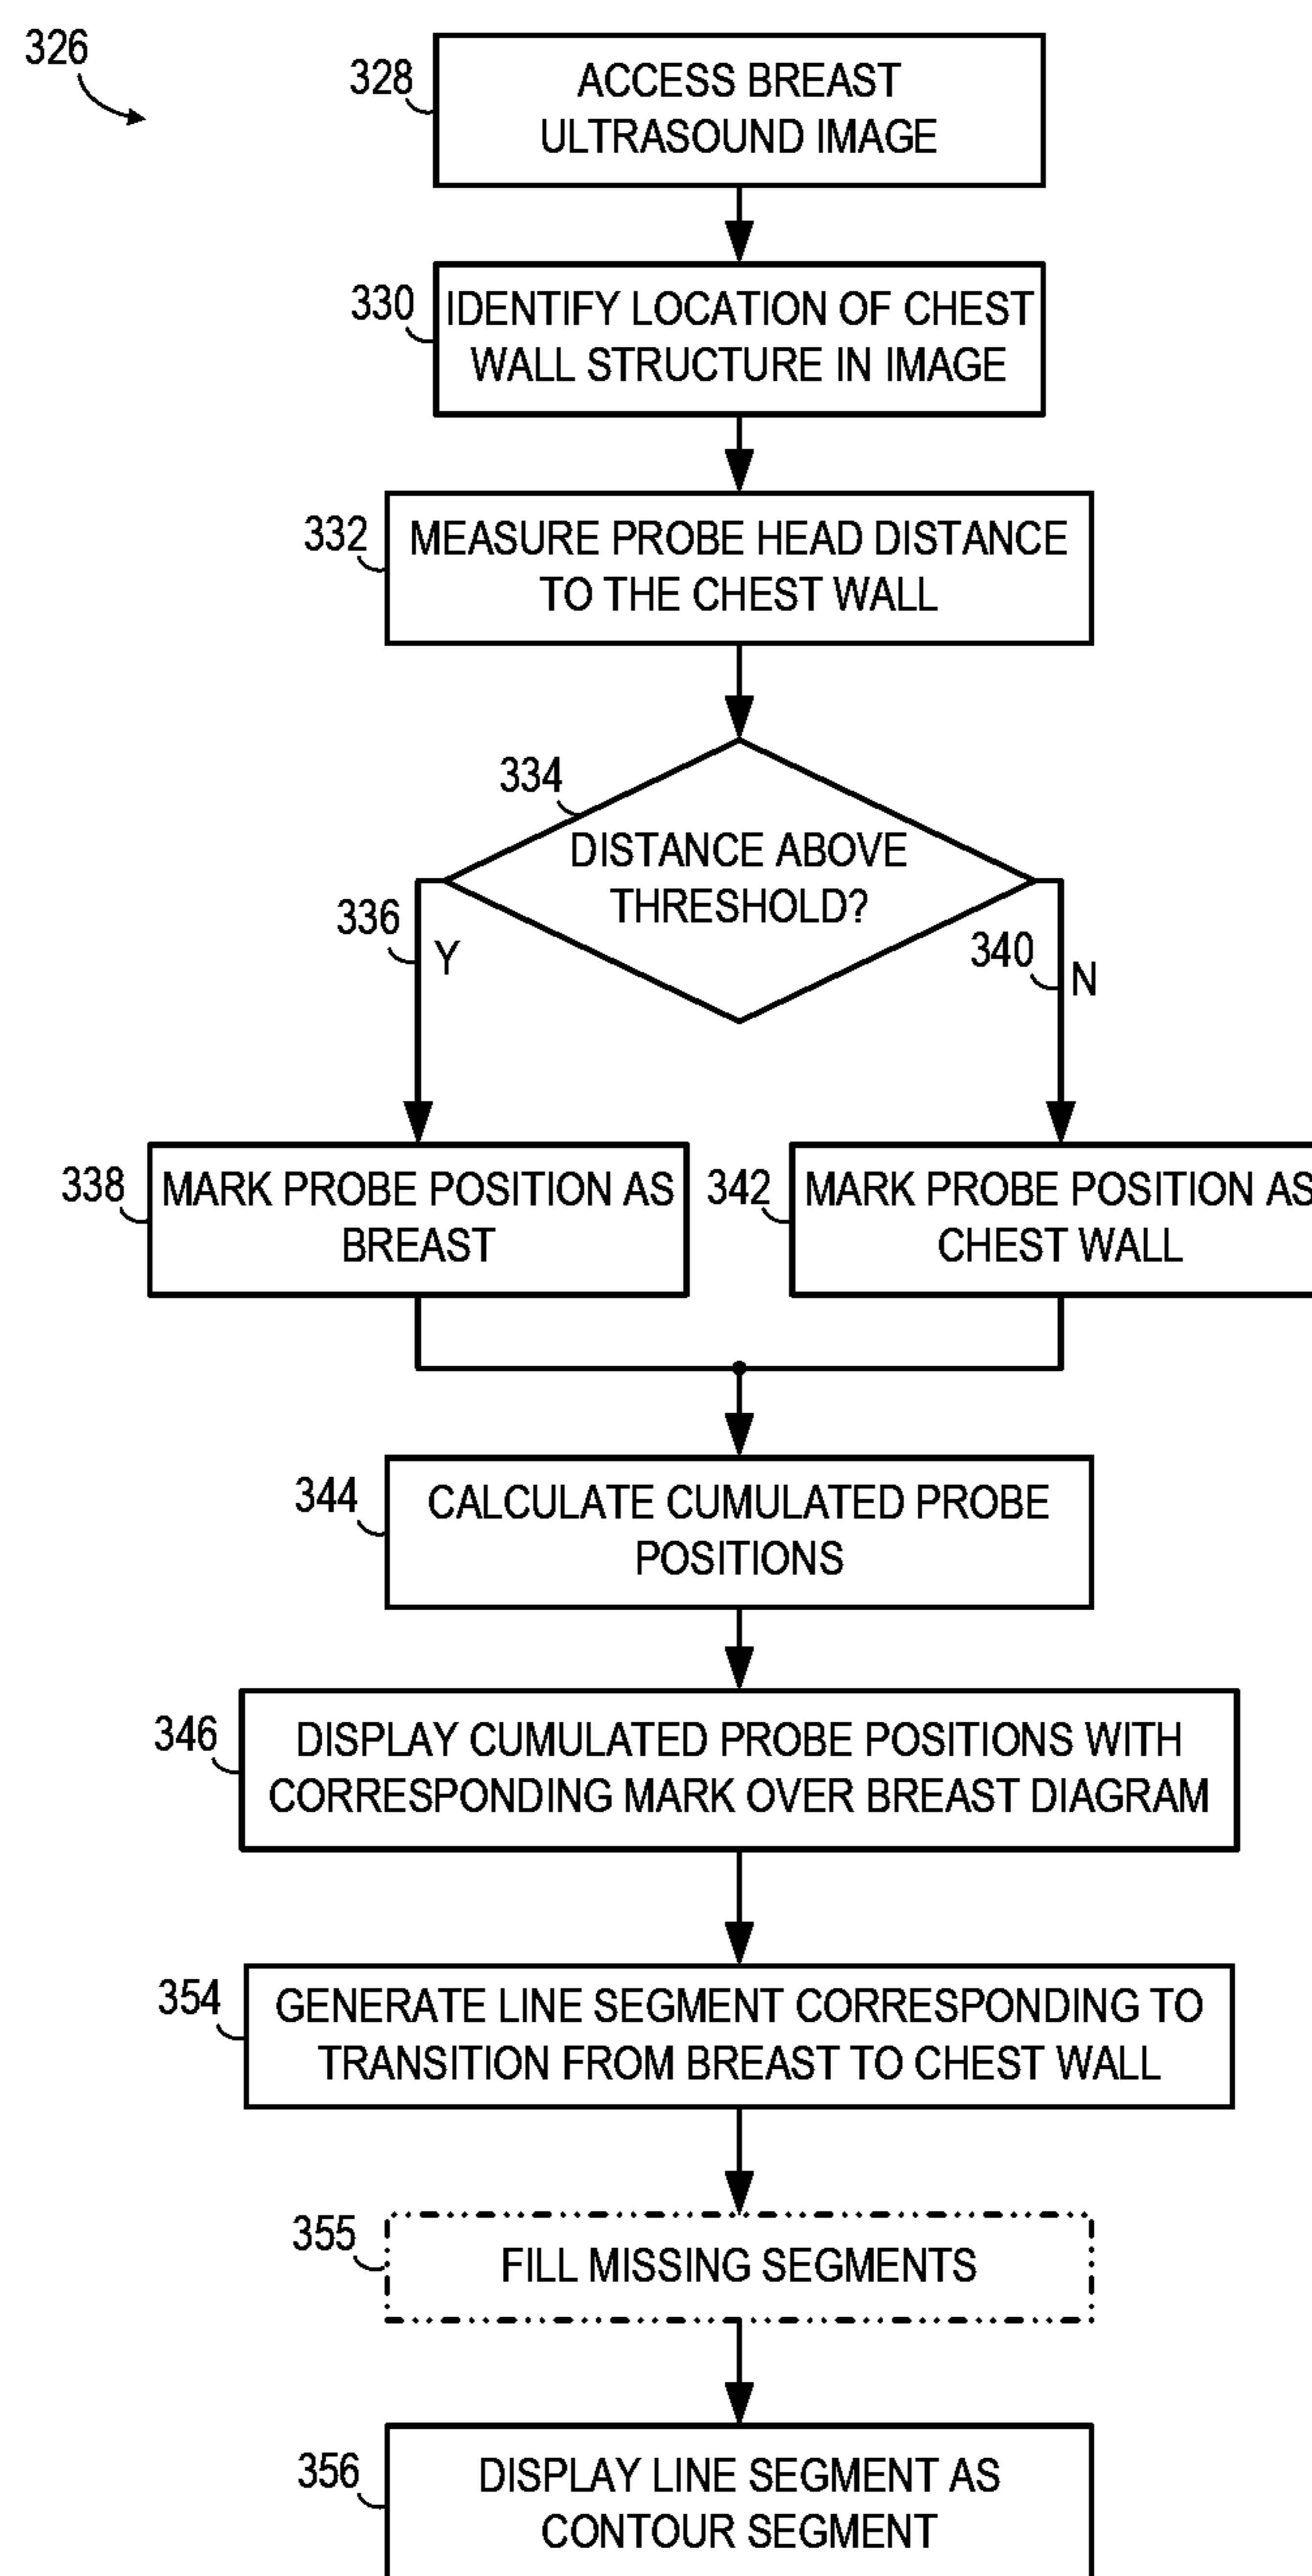 326
328
ACCESS BREAST
ULTRASOUND IMAGE
330
IDENTIFY LOCATION OF CHEST
WALL STRUCTURE IN IMAGE
332
MEASURE PROBE HEAD DISTANCE
TO THE CHEST WALL
334
DISTANCE ABOVE
THRESHOLD?
336
Y
340
N
338
MARK PROBE POSITION AS
BREAST
342
MARK PROBE POSITION AS
CHEST WALL
344
CALCULATE CUMULATED PROBE
POSITIONS
346
DISPLAY CUMULATED PROBE POSITIONS WITH
CORRESPONDING MARK OVER BREAST DIAGRAM
354
GENERATE LINE SEGMENT CORRESPONDING TO
TRANSITION FROM BREAST TO CHEST WALL
355
FILL MISSING SEGMENTS
356
DISPLAY LINE SEGMENT AS
CONTOUR SEGMENT